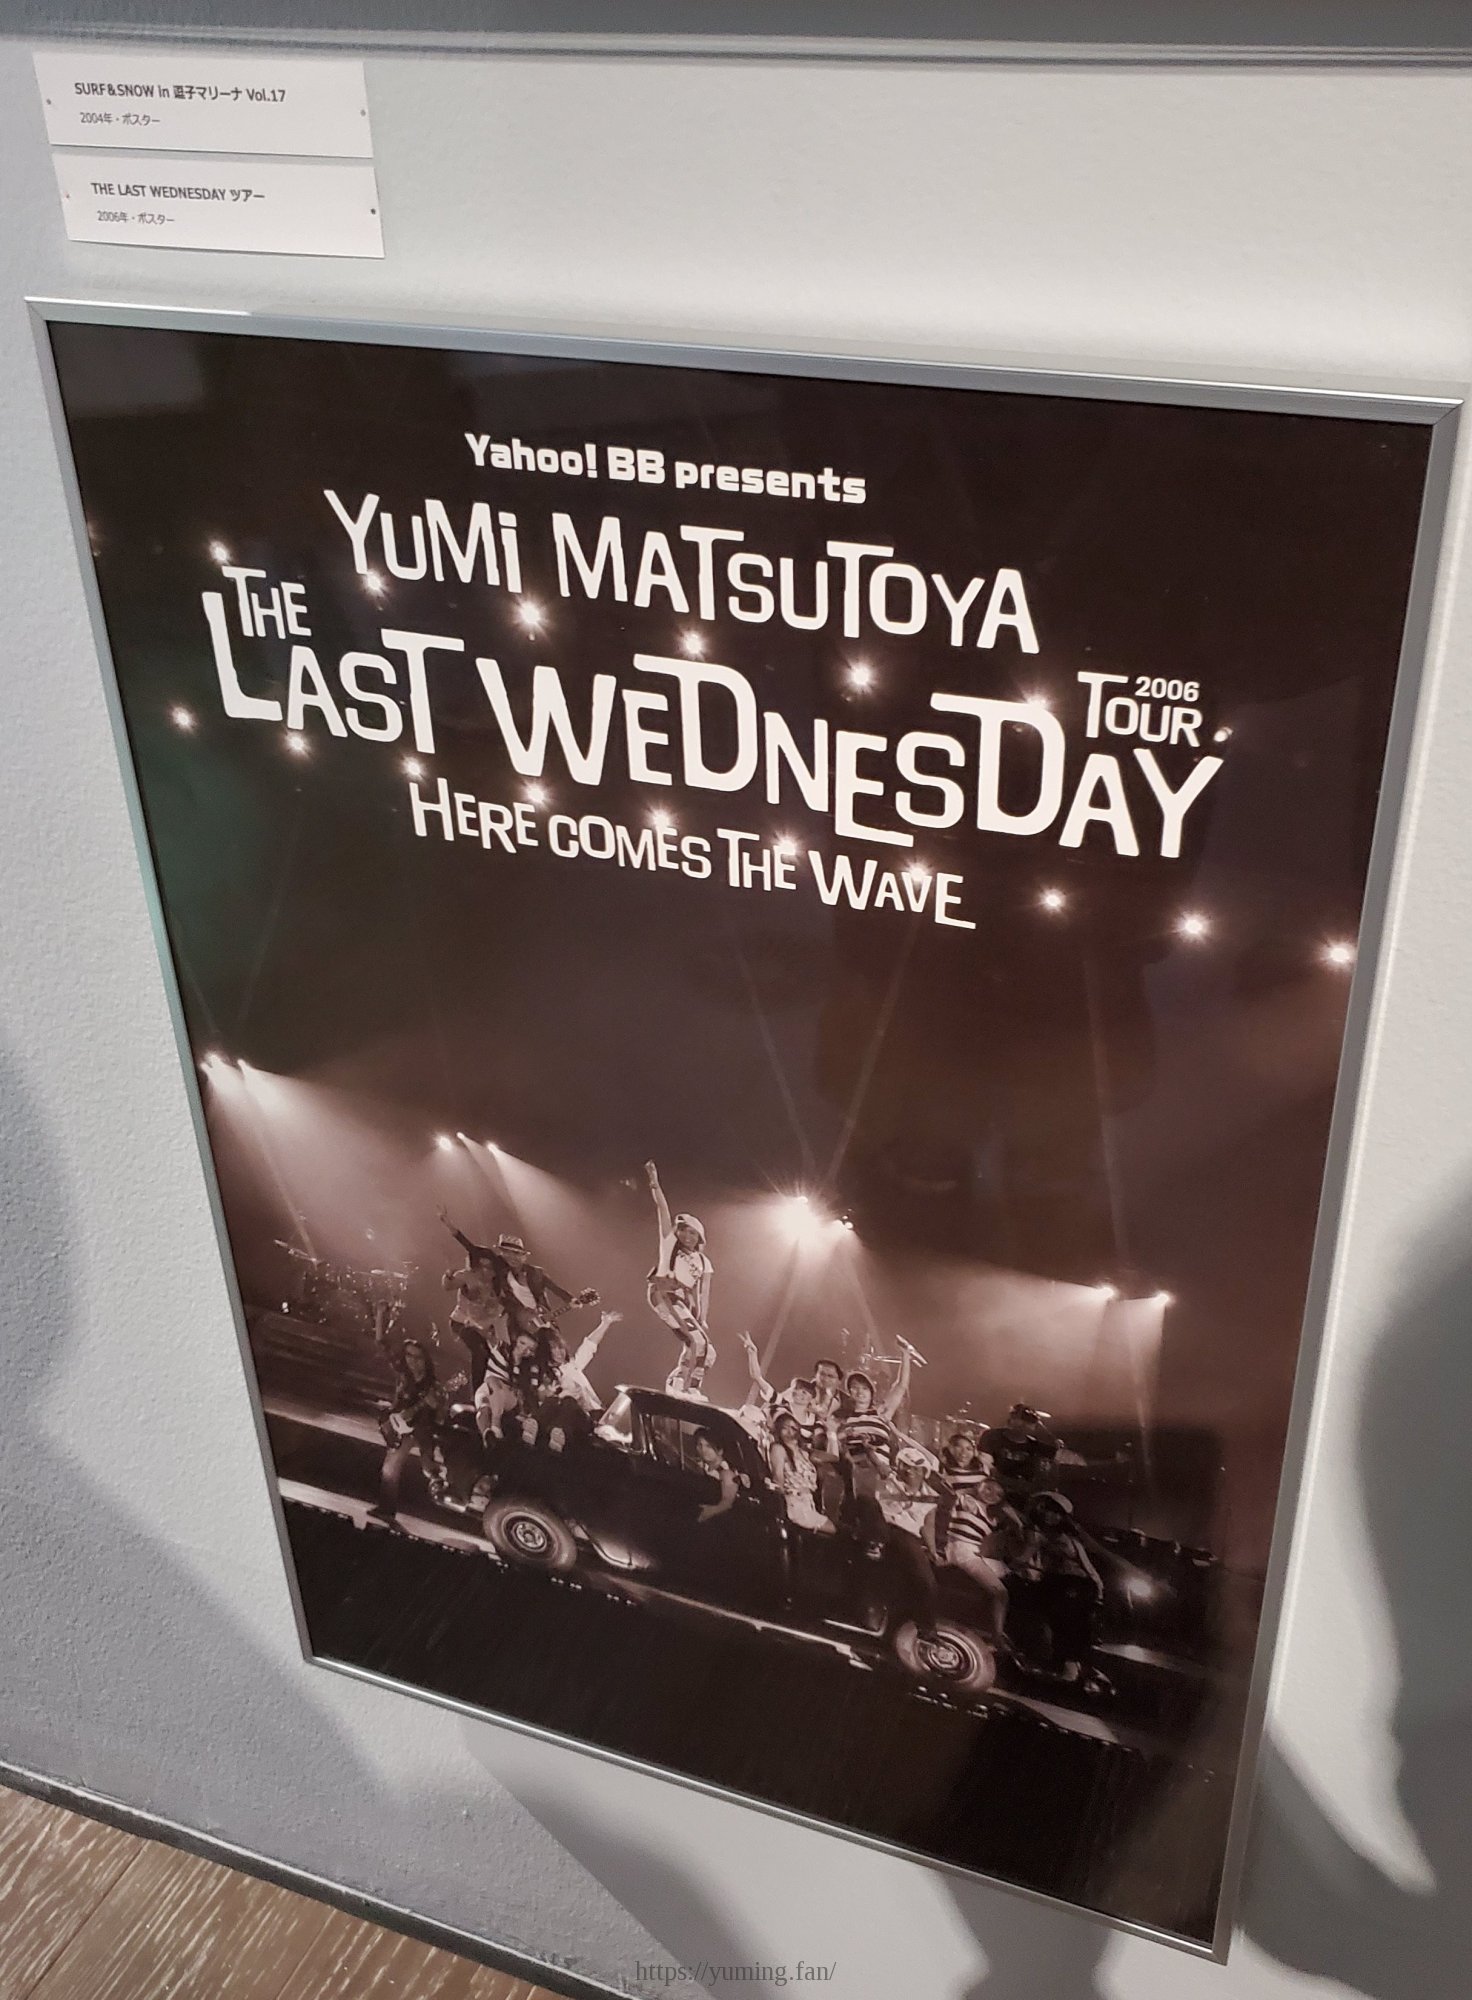 SURF&SNOW in 逗子マリーナ Vol.17
2004年・ポスター
THE LAST WEDNESDAY ツアー
2006年・ポスター
Yahoo! BB presents
YUMi MATSUTOYA
THE
LAST WEDNESDAY
2006
TOUR
HERE COMES THE WAVE
https://yuming.fan/